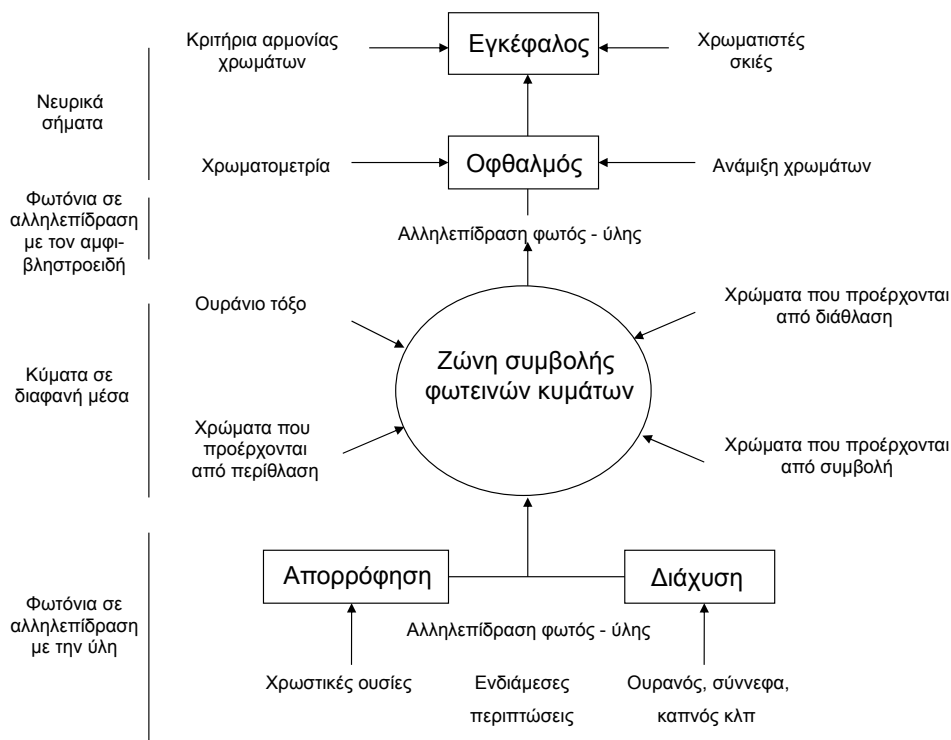 Κριτήρια αρμονίας
χρωμάτων
Εγκέφαλος
Χρωματιστές
σκιές
Νευρικά
σήματα
Χρωματομετρία
Οφθαλμός
Ανάμιξη χρωμάτων
Φωτόνια σε
αλληλεπίδραση
με τον αμφι-
βληστροειδή
Αλληλεπίδραση φωτός - ύλης
Ουράνιο τόξο
Χρώματα που προέρχονται
από διάθλαση
Ζώνη συμβολής
φωτεινών κυμάτων
Κύματα σε
διαφανή μέσα
Χρώματα που
προέρχονται
από περίθλαση
Χρώματα που προέρχονται
από συμβολή
Απορρόφηση
Διάχυση
Φωτόνια σε
αλληλεπίδραση
με την ύλη
Αλληλεπίδραση φωτός - ύλης
Χρωστικές ουσίες
Ενδιάμεσες
περιπτώσεις
Ουρανός, σύννεφα,
καπνός κλπ